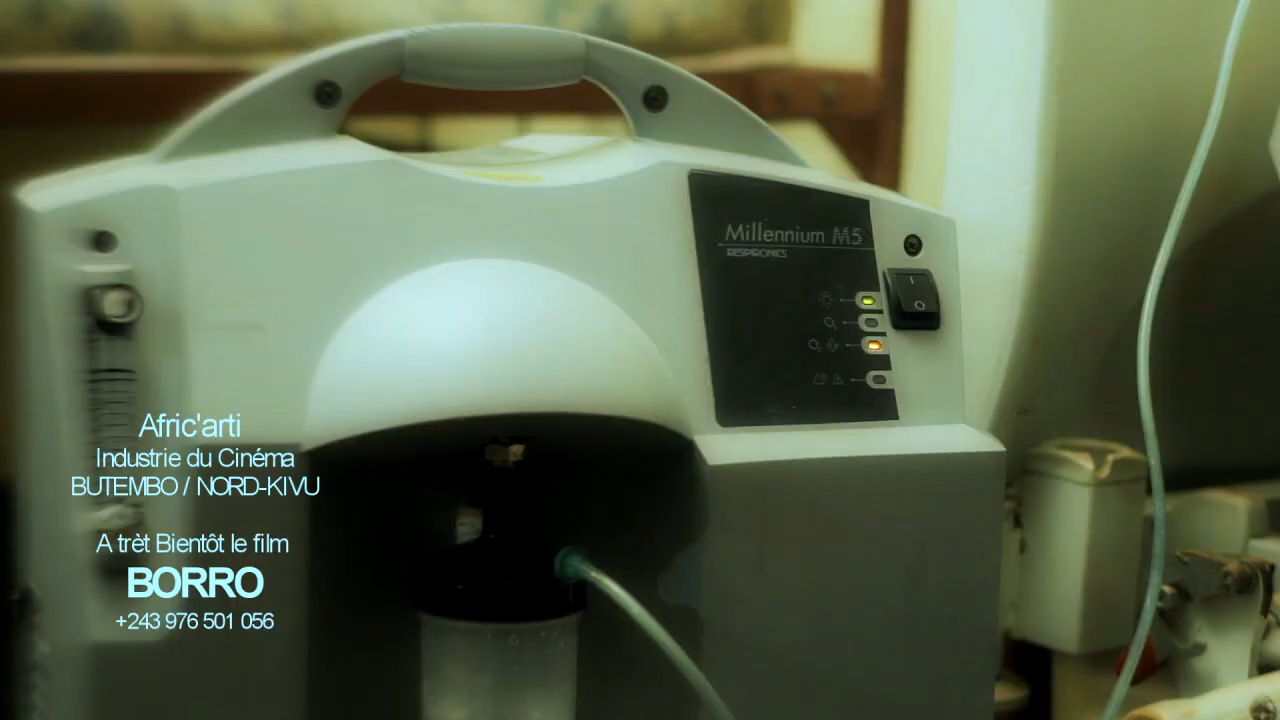 Millennium M5
RESPIRONICS
Afric'arti
Industrie du Cinéma
BUTEMBO / NORD-KIVU
A trèt Bientôt le film
BORRO
+243 976 501 056